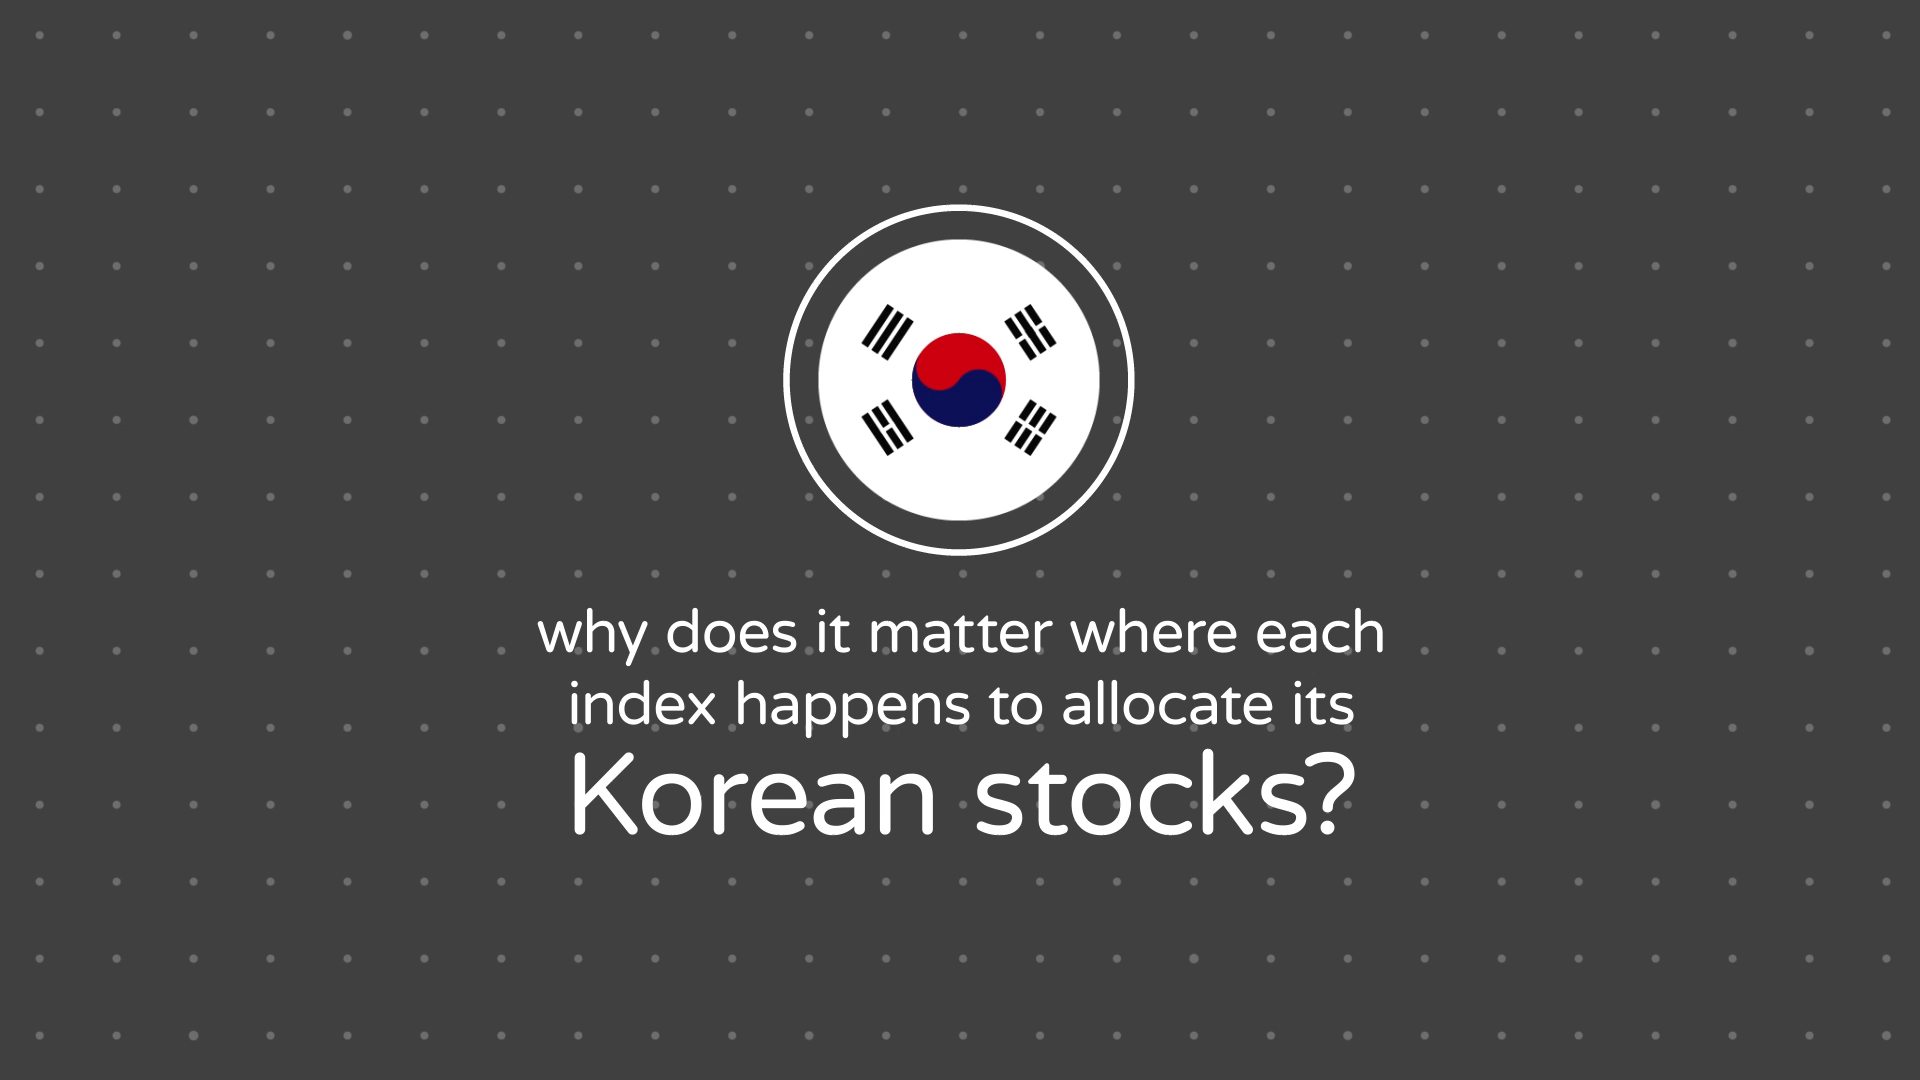 why does it matter where each
index happens to allocate its
Korean stocks?